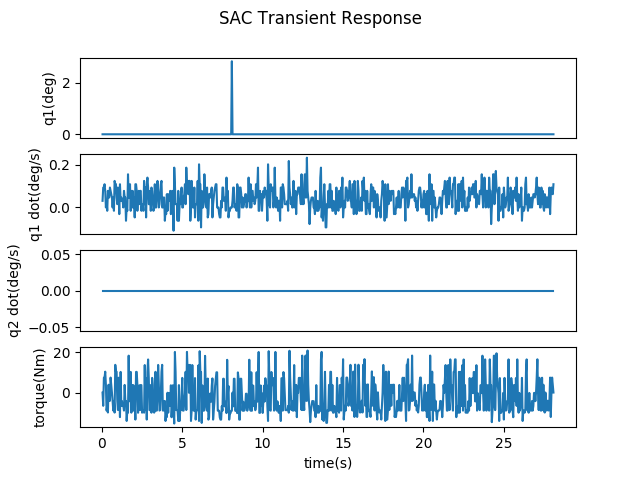 SAC Transient Response
q1(deg)
2
0
q1 dot(deg/s)
0.2
0.0
q2 dot(deg/s)
0.05
0.00
−0.05
torque(Nm)
20
0
0 5 10 15 20 25
time(s)